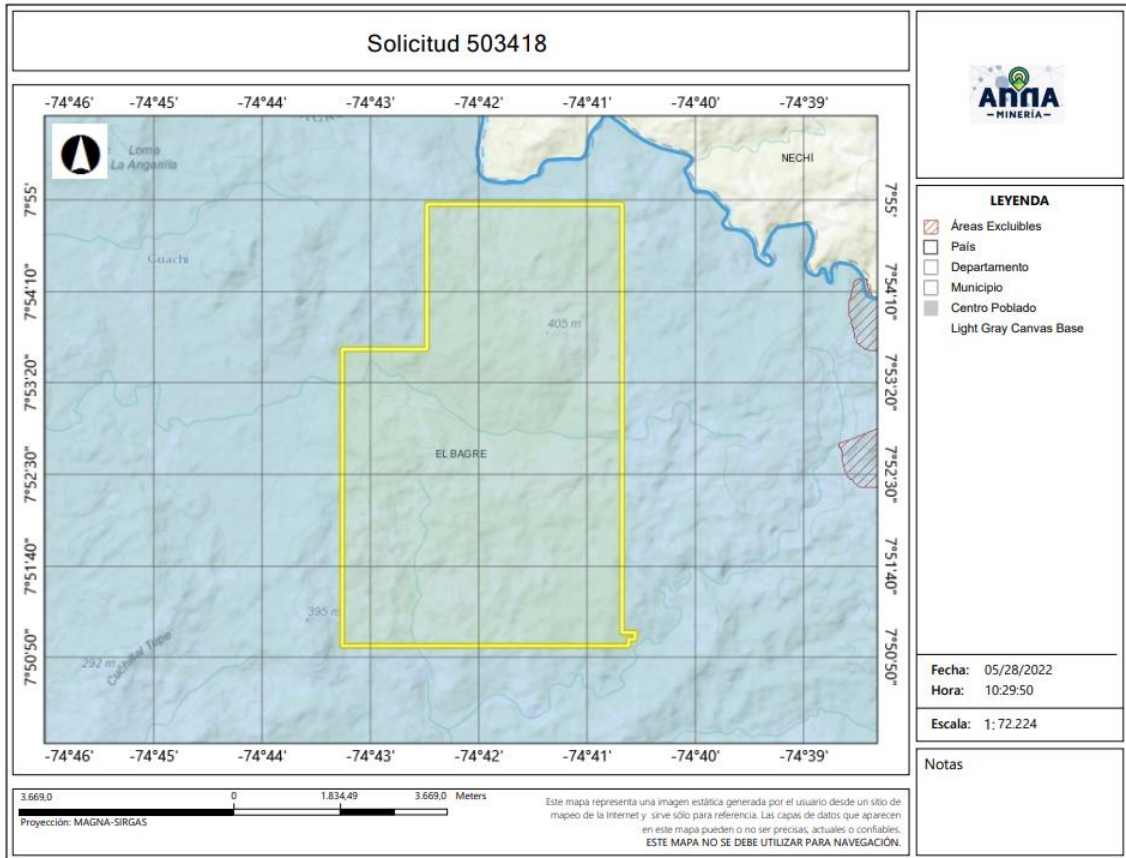 Solicitud 503418
ANNA
–MINERÍA–
-74°46' -74°45' -74°44' -74°43' -74°42' -74°41' -74°40' -74°39'
Loma
La Anganilla
NECHÍ
7°55' 7°55'
Guachí
7°54'10" 7°54'10"
405 m
7°53'20" 7°53'20"
EL BAGRE
7°52'30" 7°52'30"
7°51'40" 7°51'40"
395 m
7°50'50" 7°50'50"
292 m
Cuchilla Tupe
-74°46' -74°45' -74°44' -74°43' -74°42' -74°41' -74°40' -74°39'
LEYENDA
Áreas Excluibles
País
Departamento
Municipio
Centro Poblado
Light Gray Canvas Base
Fecha: 05/28/2022
Hora: 10:29:50
Escala: 1: 72.224
Notas
3.669,0 0 1.834,49 3.669,0 Meters
Proyección: MAGNA-SIRGAS
Este mapa representa una imagen estática generada por el usuario desde un sitio de
mapeo de la Internet y sirve sólo para referencia. Las capas de datos que aparecen
en este mapa pueden o no ser precisas, actuales o confiables.
ESTE MAPA NO SE DEBE UTILIZAR PARA NAVEGACIÓN.